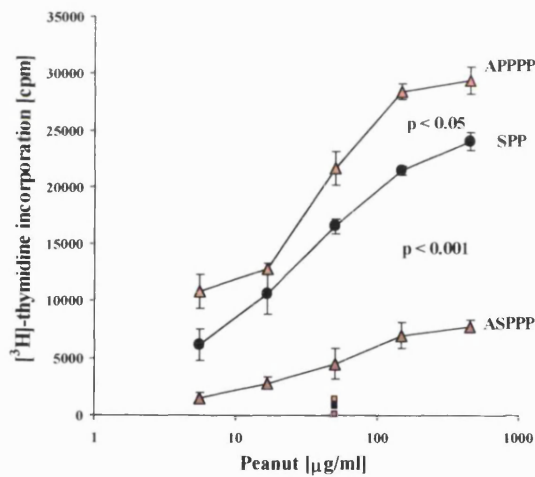 35000
30000
25000
20000
15000
10000
5000
0
[³H]-thymidine incorporation [cpm]
APPPP
p < 0.05
SPP
p < 0.001
ASPPP
1 10 100 1000
Peanut [µg/ml]